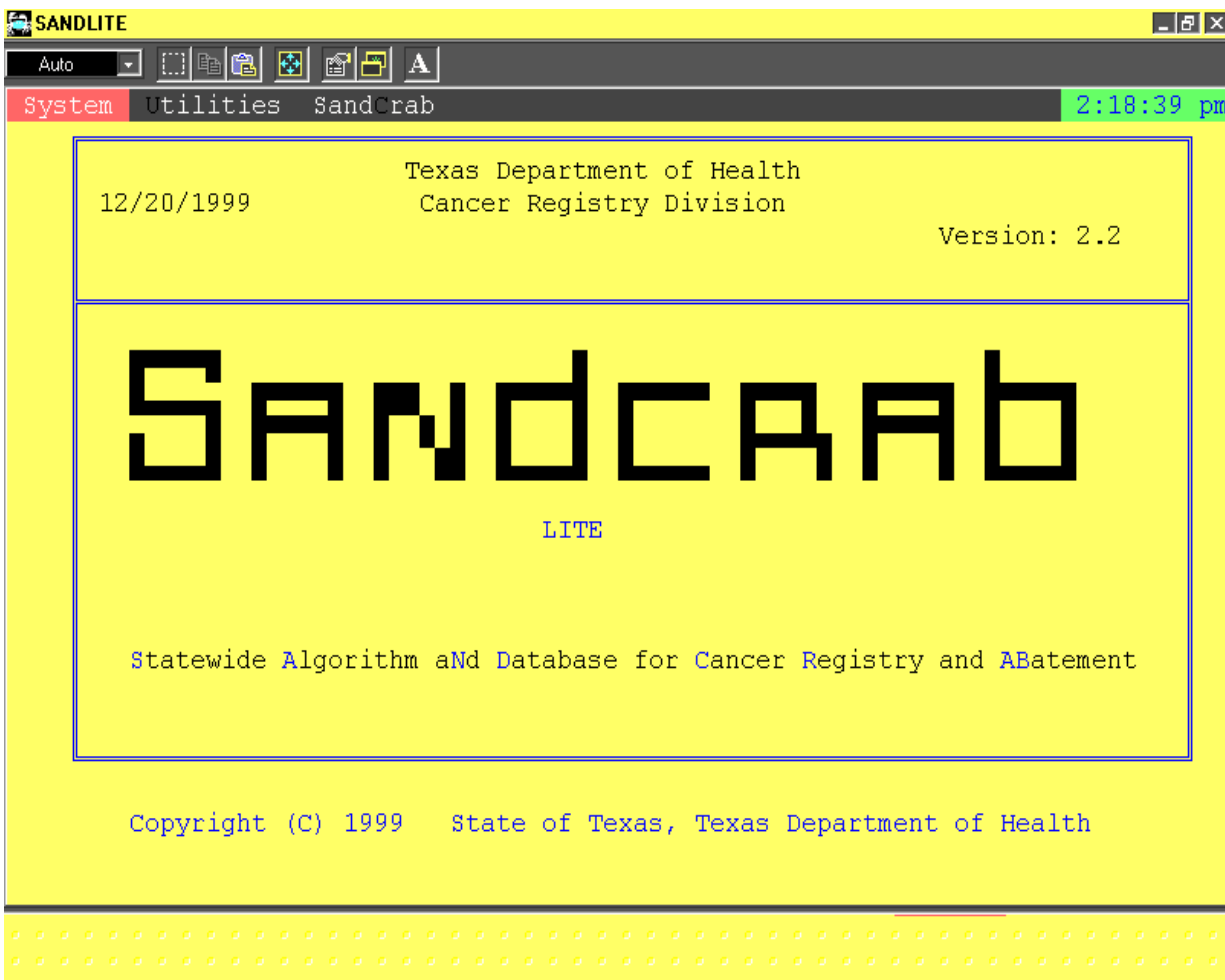 SANDLITE
Auto A
System Utilities SandCrab 2:18:39 pm
Texas Department of Health
12/20/1999 Cancer Registry Division
Version: 2.2
SANdCRAb
LITE
Statewide Algorithm aNd Database for Cancer Registry and ABatement
Copyright (C) 1999 State of Texas, Texas Department of Health